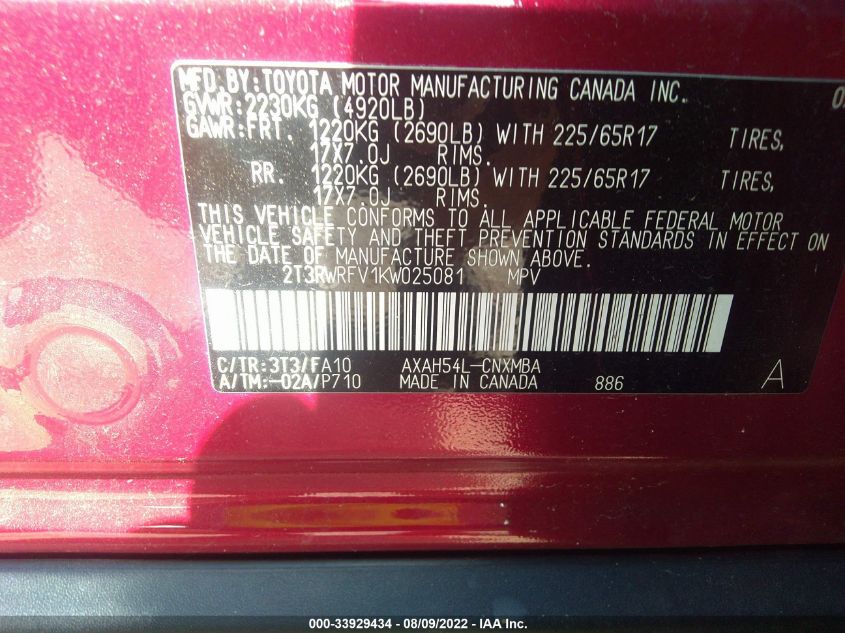 MFD. BY: TOYOTA MOTOR MANUFACTURING CANADA INC.
GVWR: 2230KG (4920LB)
GAWR: FRT. 1220KG (2690LB) WITH 225/65R17 TIRES,
17X7.0J RIMS.
RR. 1220KG (2690LB) WITH 225/65R17 TIRES,
17X7.0J RIMS.
THIS VEHICLE CONFORMS TO ALL APPLICABLE FEDERAL MOTOR
VEHICLE SAFETY AND THEFT PREVENTION STANDARDS IN EFFECT ON
THE DATE OF MANUFACTURE SHOWN ABOVE.
2T3RWRFV1KW025081 MPV
C/TR: 3T3/FA10 AXAH54L-CNXMBA
A/TM: -02A/P710 MADE IN CANADA 886 A
000-33929434 - 08/09/2022 - IAA Inc.